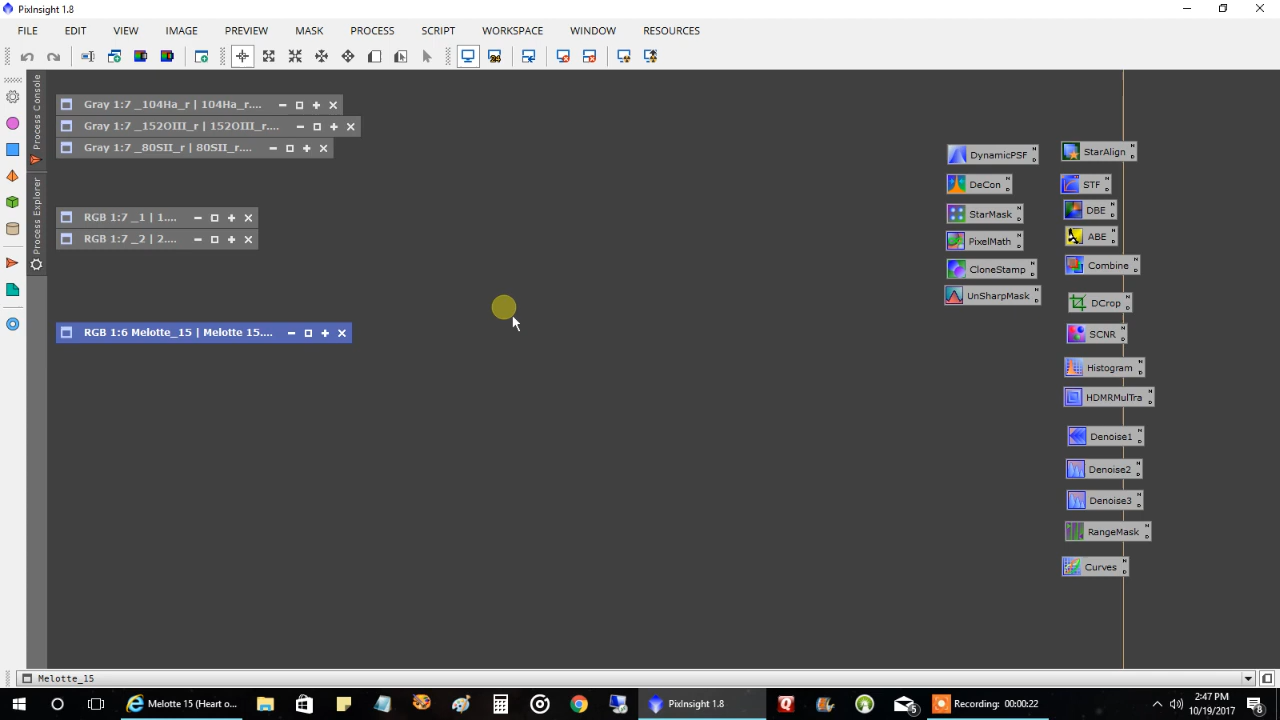 PixInsight 1.8
FILE EDIT VIEW IMAGE PREVIEW MASK PROCESS SCRIPT WORKSPACE WINDOW RESOURCES
Process Console
Process Explorer
Gray 1:7 _104Ha_r | 104Ha_r....
Gray 1:7 _152OIII_r | 152OIII_r....
Gray 1:7 _80SII_r | 80SII_r....
RGB 1:7 _1 | 1....
RGB 1:7 _2 | 2....
RGB 1:6 Melotte_15 | Melotte 15....
DynamicPSF
DeCon
StarMask
PixelMath
CloneStamp
UnSharpMask
StarAlign
STF
DBE
ABE
Combine
DCrop
SCNR
Histogram
HDMRMulTra
Denoise1
Denoise2
Denoise3
RangeMask
Curves
Melotte_15
Melotte 15 (Heart o...
PixInsight 1.8
5
Recording: 00:00:22
2:47 PM
10/19/2017
8